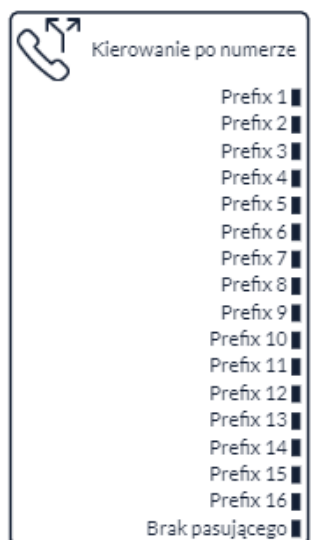 Kierowanie po numerze
Prefix 1
Prefix 2
Prefix 3
Prefix 4
Prefix 5
Prefix 6
Prefix 7
Prefix 8
Prefix 9
Prefix 10
Prefix 11
Prefix 12
Prefix 13
Prefix 14
Prefix 15
Prefix 16
Brak pasującego